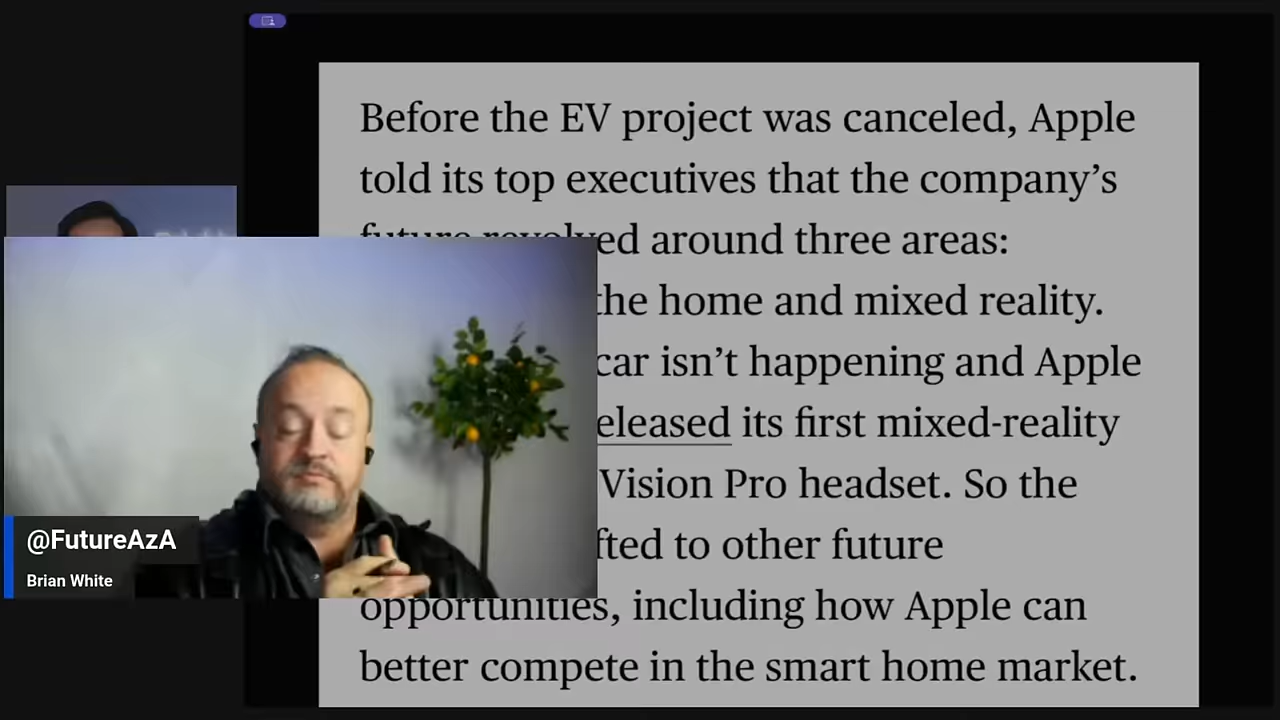 Before the EV project was canceled, Apple
told its top executives that the company’s
future revolved around three areas:
the home and mixed reality.
car isn’t happening and Apple
eleased its first mixed-reality
Vision Pro headset. So the
fted to other future
opportunities, including how Apple can
better compete in the smart home market.
@FutureAzA
Brian White